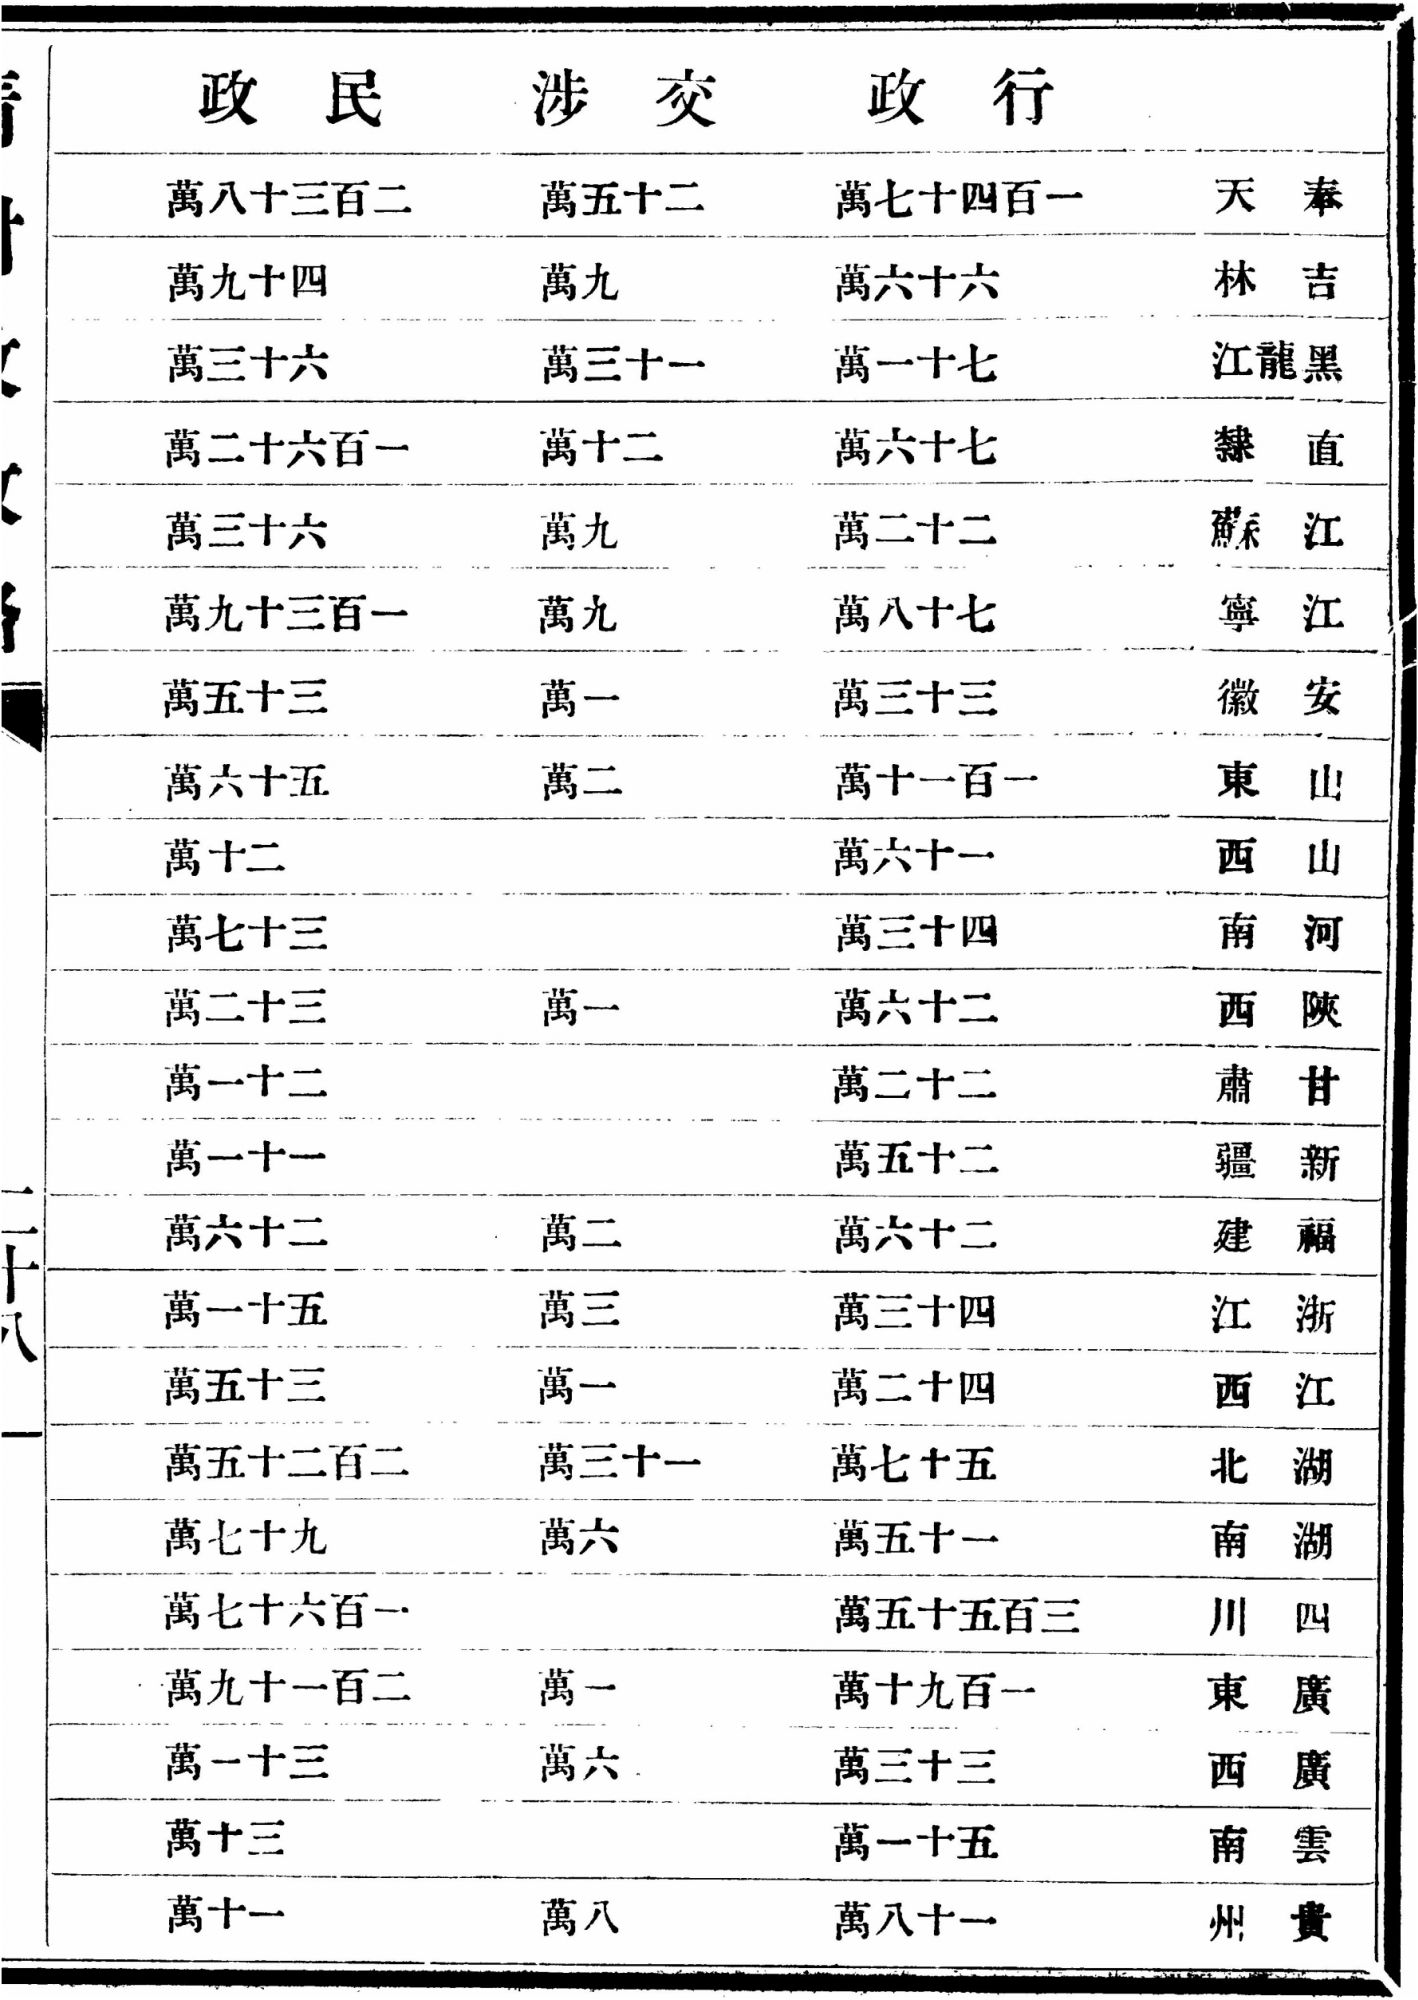 行政 交涉 民政
奉天 一百四十七萬 二十五萬 二百三十八萬
吉林 六十六萬 九萬 四十九萬
黑龍江 七十一萬 一十三萬 六十三萬
直隸 七十六萬 二十萬 一百六十二萬
江蘇 二十二萬 九萬 六十三萬
江寧 七十八萬 九萬 一百三十九萬
安徽 三十三萬 一萬 三十五萬
山東 一百一十萬 二萬 五十六萬
山西 一十六萬 二十萬
河南 四十三萬 三十七萬
陝西 二十六萬 一萬 三十二萬
甘肅 二十二萬 二十一萬
新疆 二十五萬 一十一萬
福建 二十六萬 二萬 二十六萬
浙江 四十三萬 三萬 五十一萬
江西 四十二萬 一萬 三十五萬
湖北 五十七萬 一十三萬 二百二十五萬
湖南 一十五萬 六萬 九十七萬
四川 三百五十五萬 一百六十七萬
廣東 一百九十萬 一萬 二百一十九萬
廣西 三十三萬 六萬 三十一萬
雲南 五十一萬 三十萬
貴州 一十八萬 八萬 一十萬
二十八